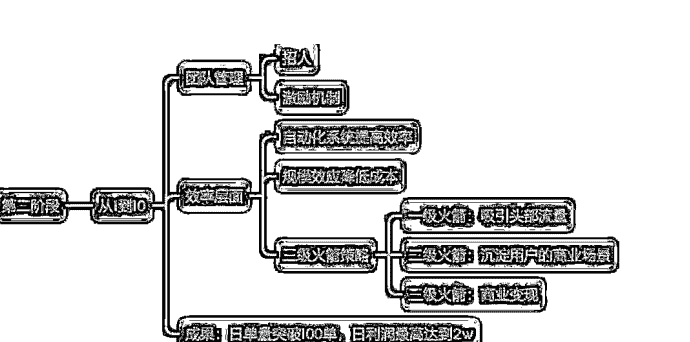 第二阶段
从1到10
团队管理
招人
激励机制
效率层面
自动化系统提高效率
规模效应降低成本
三级火箭策略
一级火箭：吸引头部流量
二级火箭：沉淀用户的商业场景
三级火箭：商业变现
成果：日单量突破100单，日利润最高达到2w